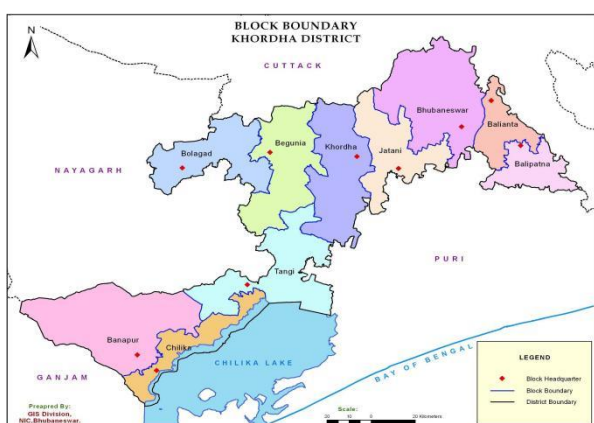 BLOCK BOUNDARY
KHORDHA DISTRICT
N
CUTTACK
Bhubaneswar
Balianta
Begunia
Khordha
Jatani
Bolagad
Balipatna
NAYAGARH
PURI
Tangi
Banapur
Chilika
CHILIKA LAKE
BAY OF BENGAL
GANJAM
LEGEND
Block Headquarter
Block Boundary
District Boundary
Preapred By:
GIS Division,
NIC,Bhubaneswar.
Scale:
20 Kilometers